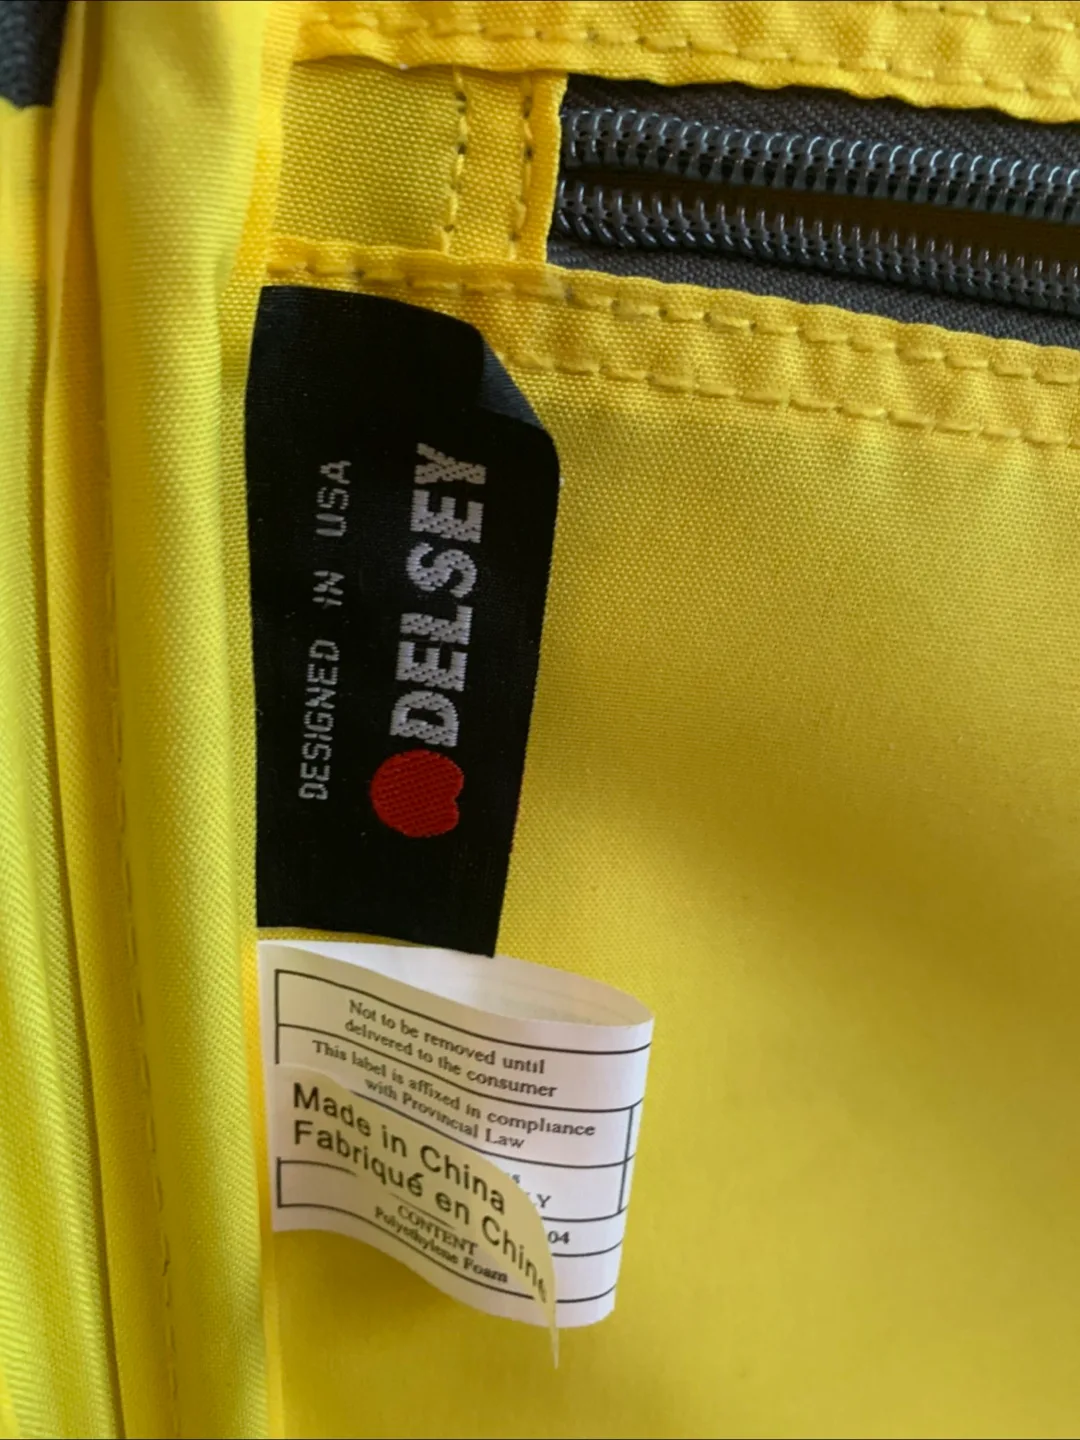 DELSEY
DESIGNED IN USA
Not to be removed until
delivered to the consumer
This label is affixed in compliance
with Provincial Law
Made in China
Fabriqué en Chine
Y
04
CONTENT
Polyethylene Foam